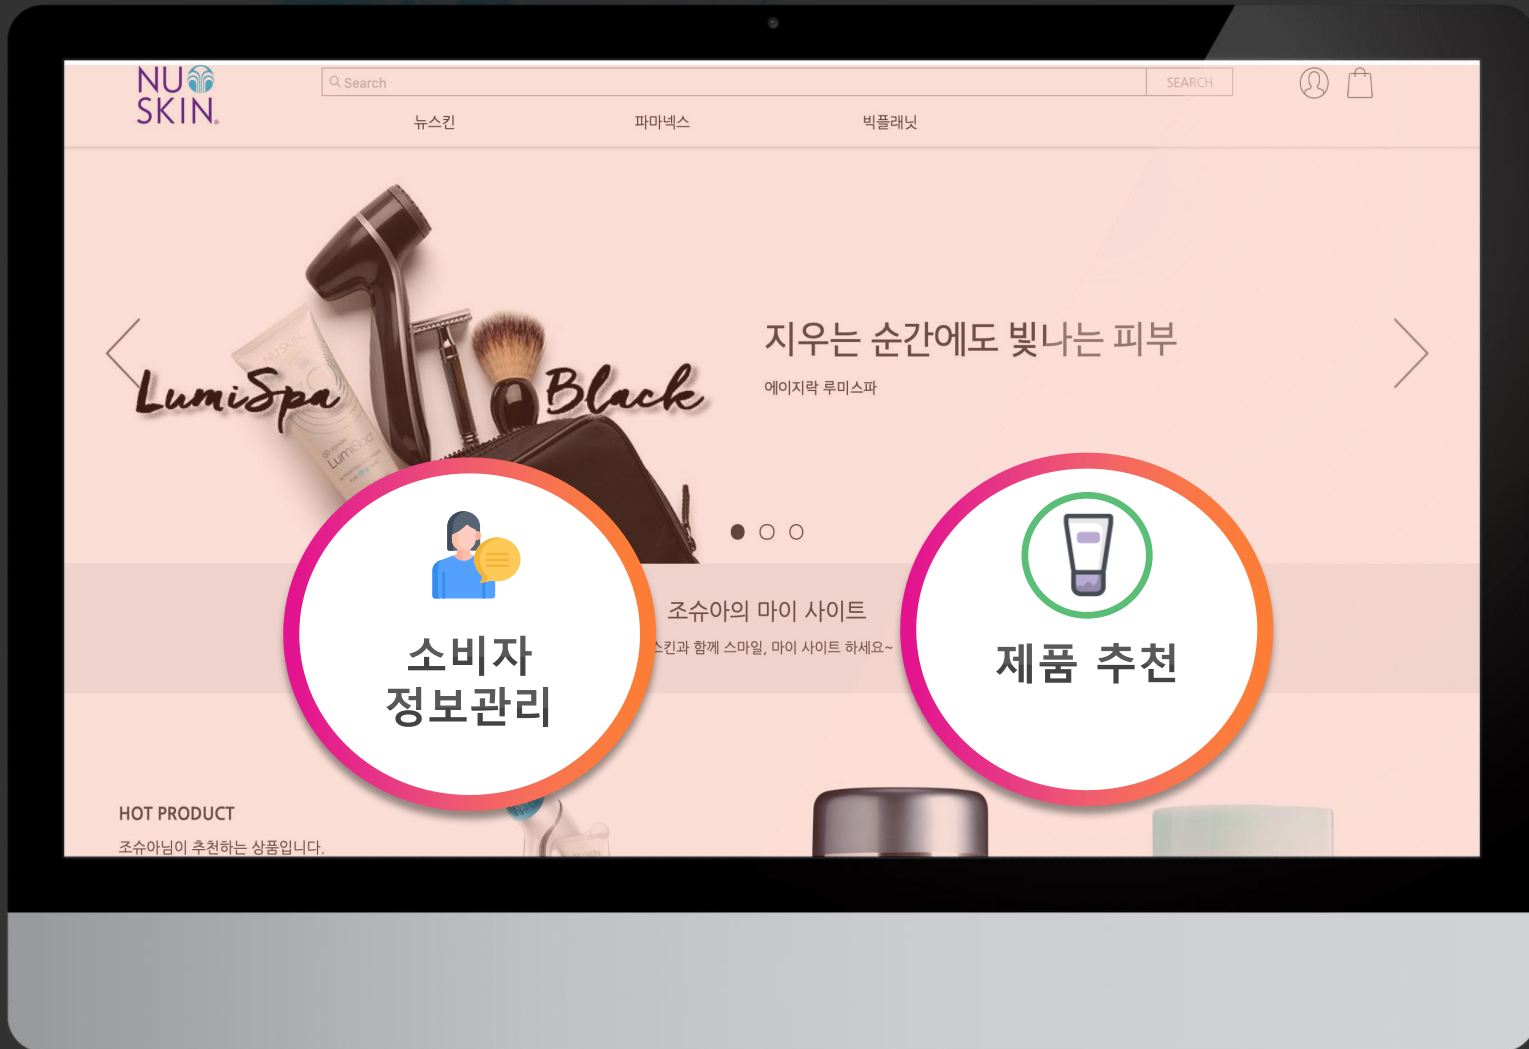 NU
SKIN®
Search
SEARCH
뉴스킨
파마넥스
빅플래닛
지우는 순간에도 빛나는 피부
에이지락 루미스파
LumiSpa Black
NU SKIN
LumiSpa
조슈아의 마이 사이트
스킨과 함께 스마일, 마이 사이트 하세요~
소비자
정보관리
제품 추천
HOT PRODUCT
조슈아님이 추천하는 상품입니다.